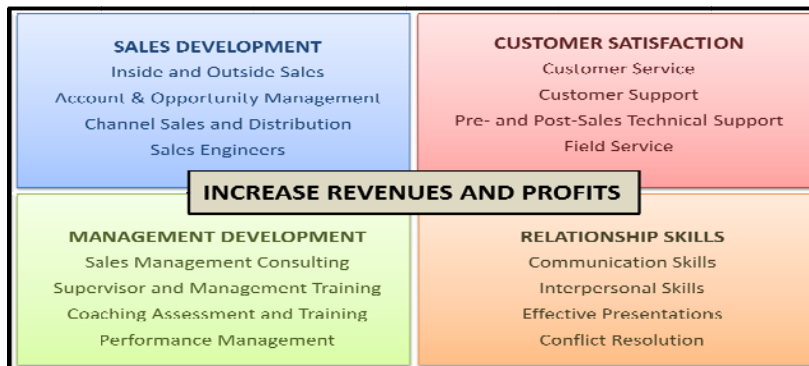 SALES DEVELOPMENT
Inside and Outside Sales
Account & Opportunity Management
Channel Sales and Distribution
Sales Engineers
CUSTOMER SATISFACTION
Customer Service
Customer Support
Pre- and Post-Sales Technical Support
Field Service
INCREASE REVENUES AND PROFITS
MANAGEMENT DEVELOPMENT
Sales Management Consulting
Supervisor and Management Training
Coaching Assessment and Training
Performance Management
RELATIONSHIP SKILLS
Communication Skills
Interpersonal Skills
Effective Presentations
Conflict Resolution